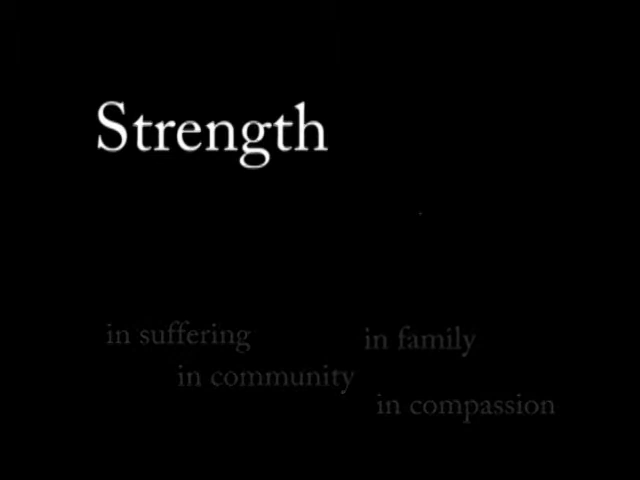 Strength
in suffering
in family
in community
in compassion